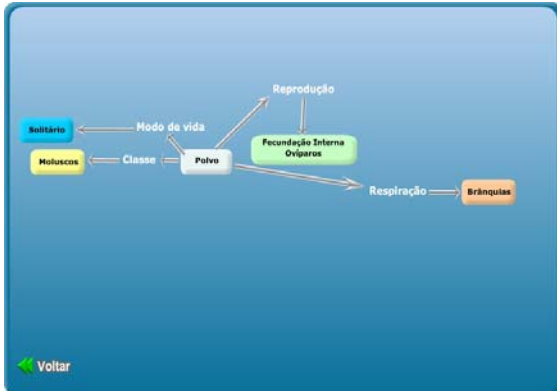 Reprodução
Solitário
Modo de vida
Fecundação Interna
Ovíparos
Moluscos
Classe
Polvo
Respiração
Brânquias
Voltar